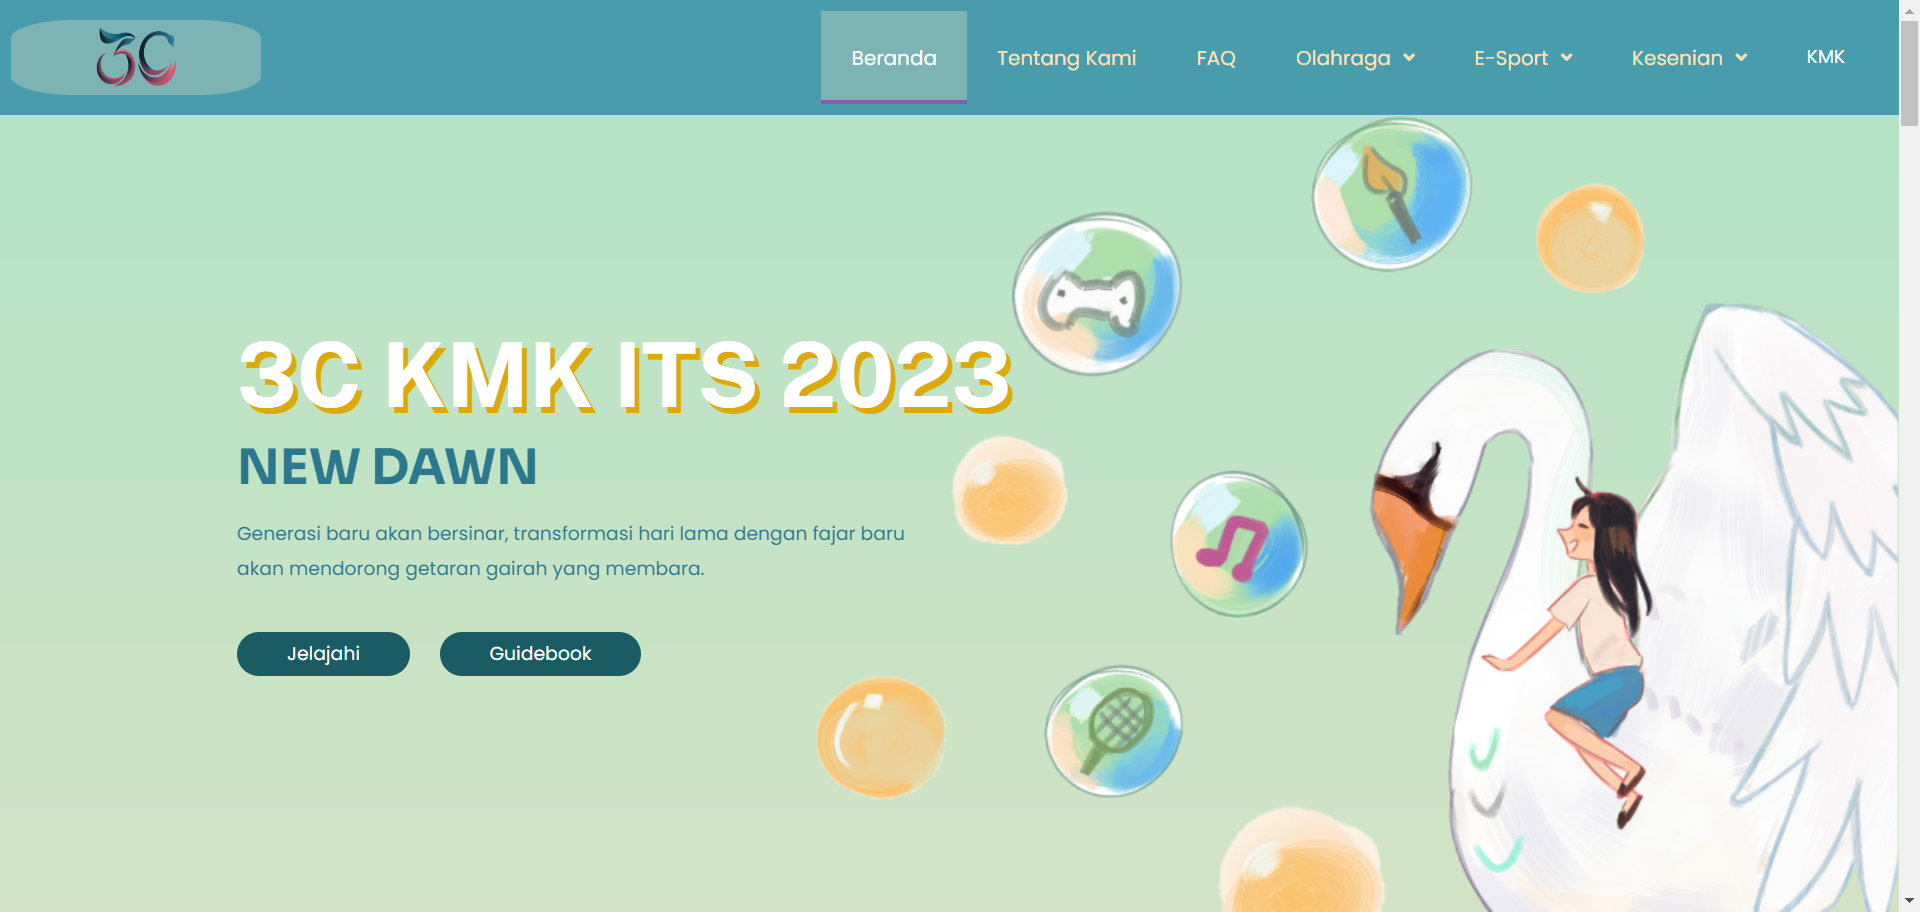 3C
Beranda
Tentang Kami
FAQ
Olahraga
E-Sport
Kesenian
KMK
3C KMK ITS 2023
NEW DAWN
Generasi baru akan bersinar, transformasi hari lama dengan fajar baru
akan mendorong getaran gairah yang membara.
Jelajahi
Guidebook